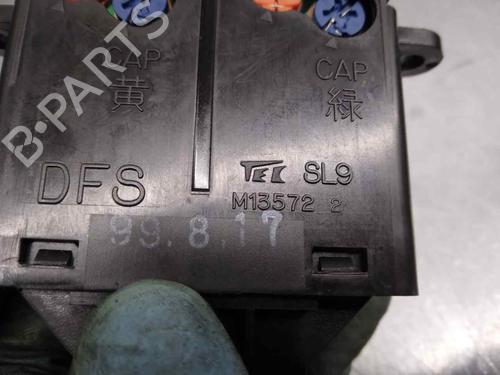 CAP
黄
CAP
緑
DFS
TEC SL9
M13572 2
99.8.17
B-PARTS